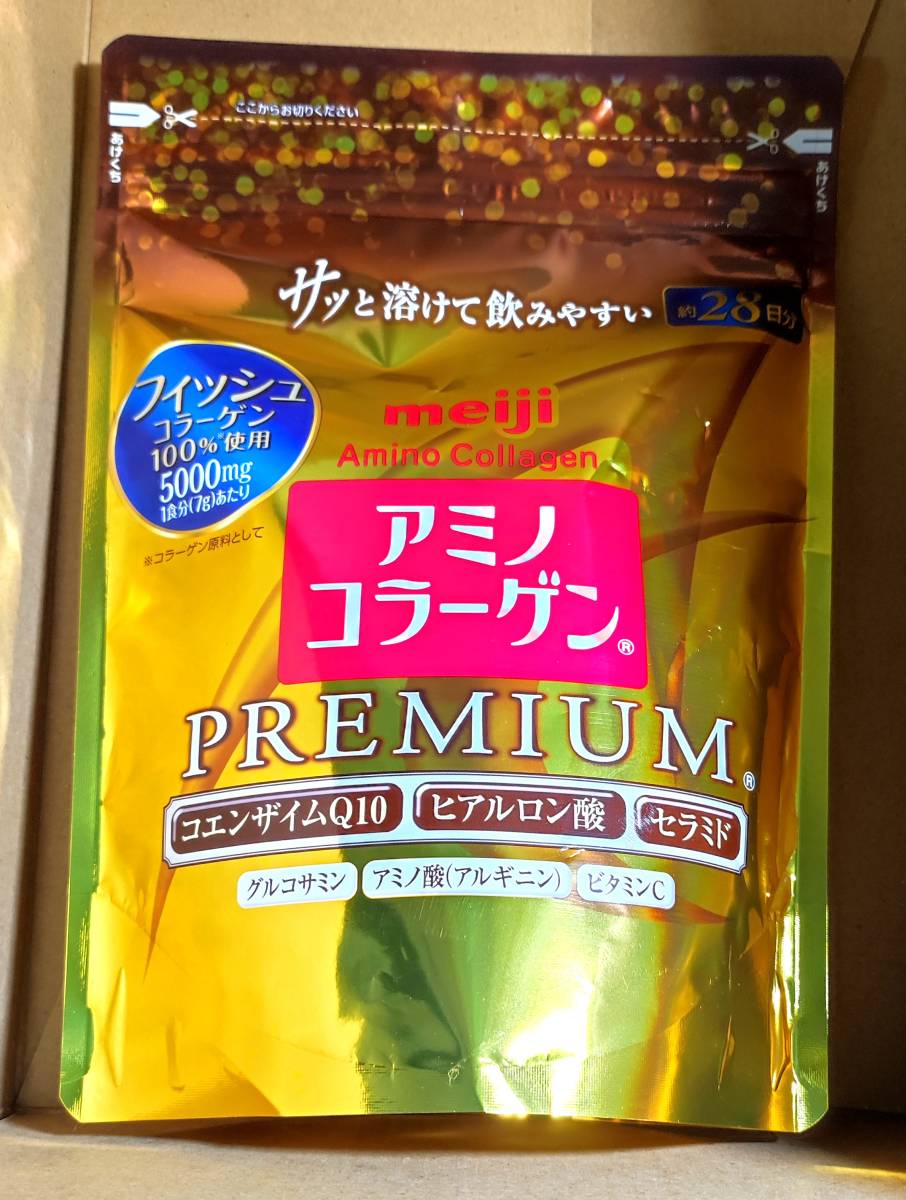 ここからお切りください
あけくち
あけくち
サッと溶けて飲みやすい
約28日分
フィッシュ
コラーゲン
100%※使用
5000mg
1食分(7g)あたり
※コラーゲン原料として
meiji
Amino Collagen
アミノ
コラーゲン®
PREMIUM®
コエンザイムQ10 ヒアルロン酸 セラミド
グルコサミン アミノ酸(アルギニン) ビタミンC